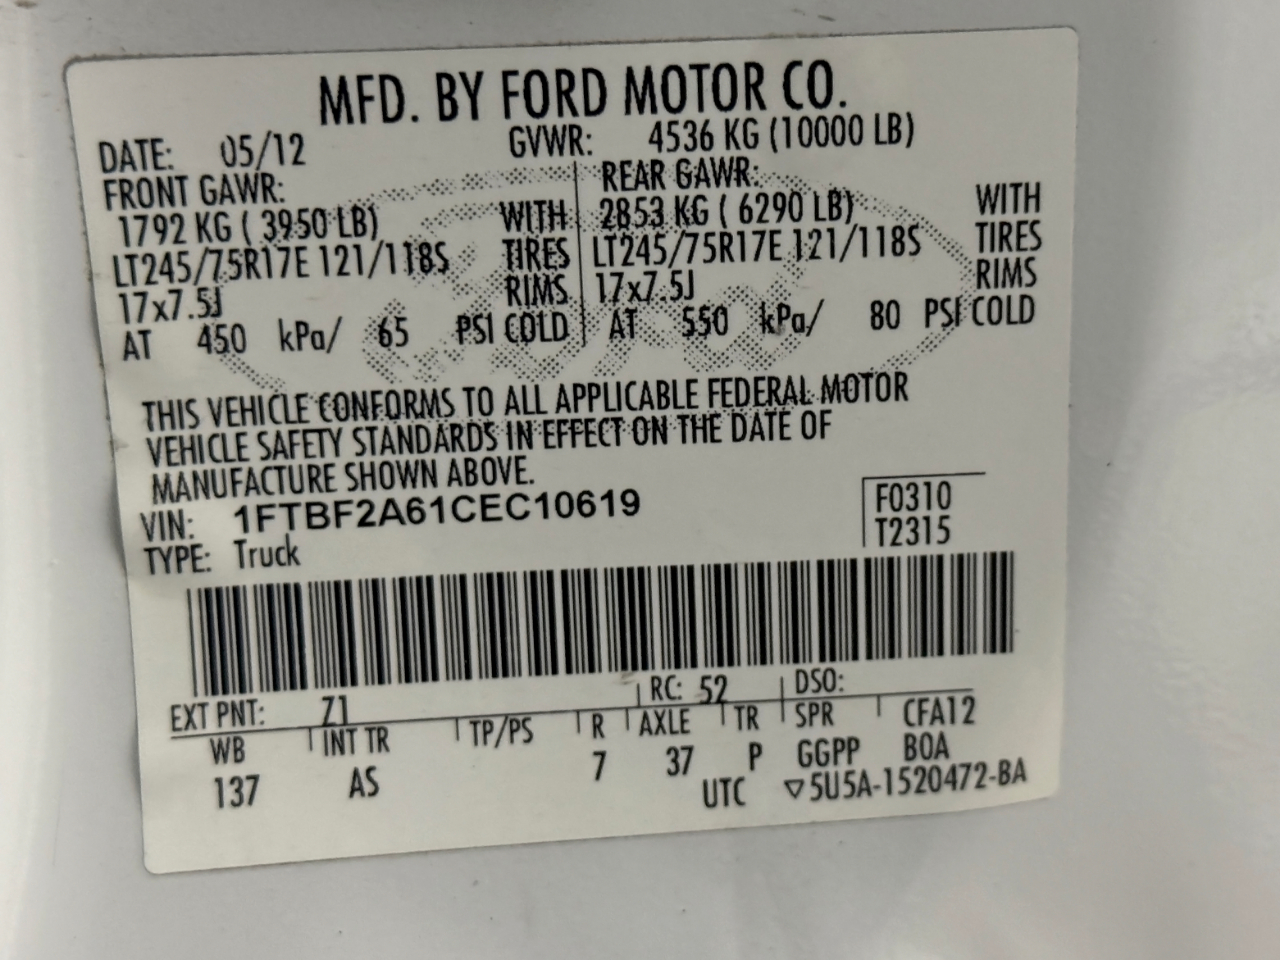 MFD. BY FORD MOTOR CO.
DATE: 05/12 GVWR: 4536 KG (10000 LB)
FRONT GAWR: REAR GAWR:
1792 KG ( 3950 LB) WITH 2853 KG ( 6290 LB) WITH
LT245/75R17E 121/118S TIRES LT245/75R17E 121/118S TIRES
17x7.5J RIMS 17x7.5J RIMS
AT 450 kPa/ 65 PSI COLD AT 550 kPa/ 80 PSI COLD
THIS VEHICLE CONFORMS TO ALL APPLICABLE FEDERAL MOTOR
VEHICLE SAFETY STANDARDS IN EFFECT ON THE DATE OF
MANUFACTURE SHOWN ABOVE.
VIN: 1FTBF2A61CEC10619 F0310
TYPE: Truck T2315
EXT PNT: Z1 RC: 52 DSO:
WB INT TR TP/PS R AXLE TR SPR CFA12
137 AS 7 37 P GGPP BOA
UTC ▽5U5A-1520472-BA